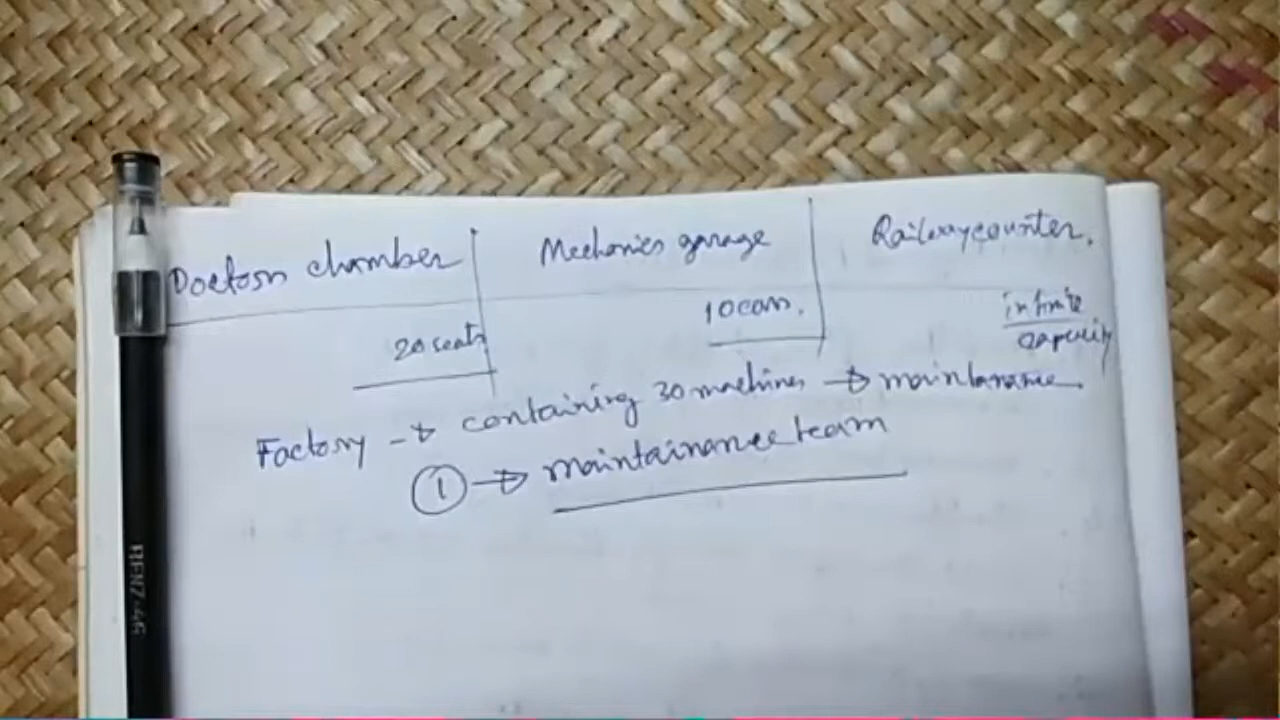 Doctors chamber
Mechanics garage
Railway counter.
20 seats
10 cars.
infinite
capacity
Factory → containing 30 machines → maintanance.
① → maintainance team